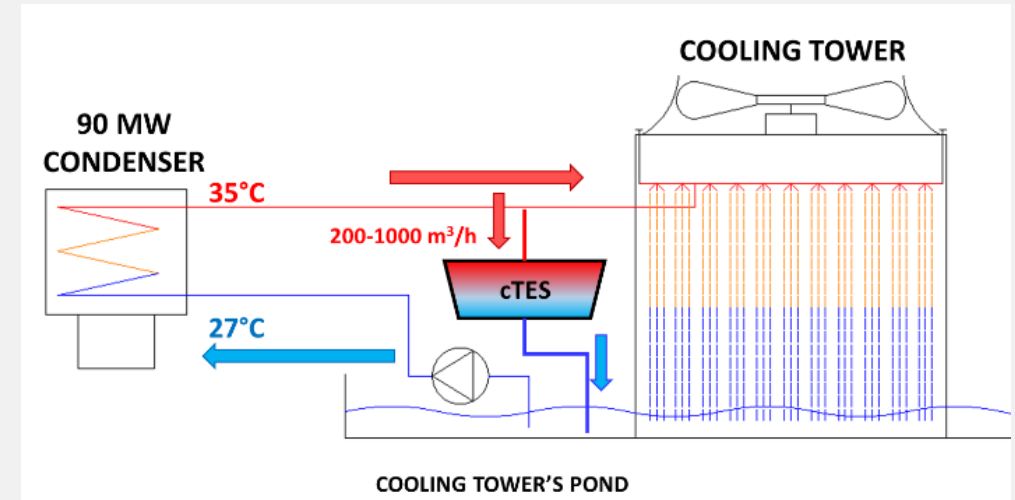 COOLING TOWER
90 MW
CONDENSER
35°C
200-1000 m³/h
cTES
27°C
COOLING TOWER'S POND